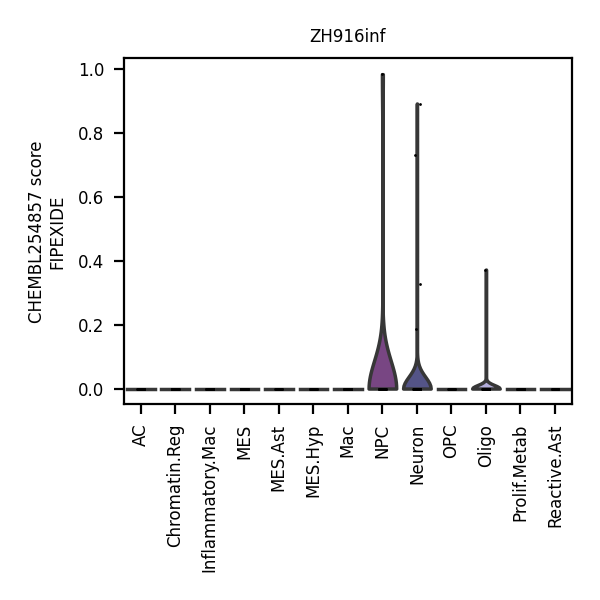 ZH916inf
CHEMBL254857 score
FIPEXIDE
1.0
0.8
0.6
0.4
0.2
0.0
AC
Chromatin.Reg
Inflammatory.Mac
MES
MES.Ast
MES.Hyp
Mac
NPC
Neuron
OPC
Oligo
Prolif.Metab
Reactive.Ast